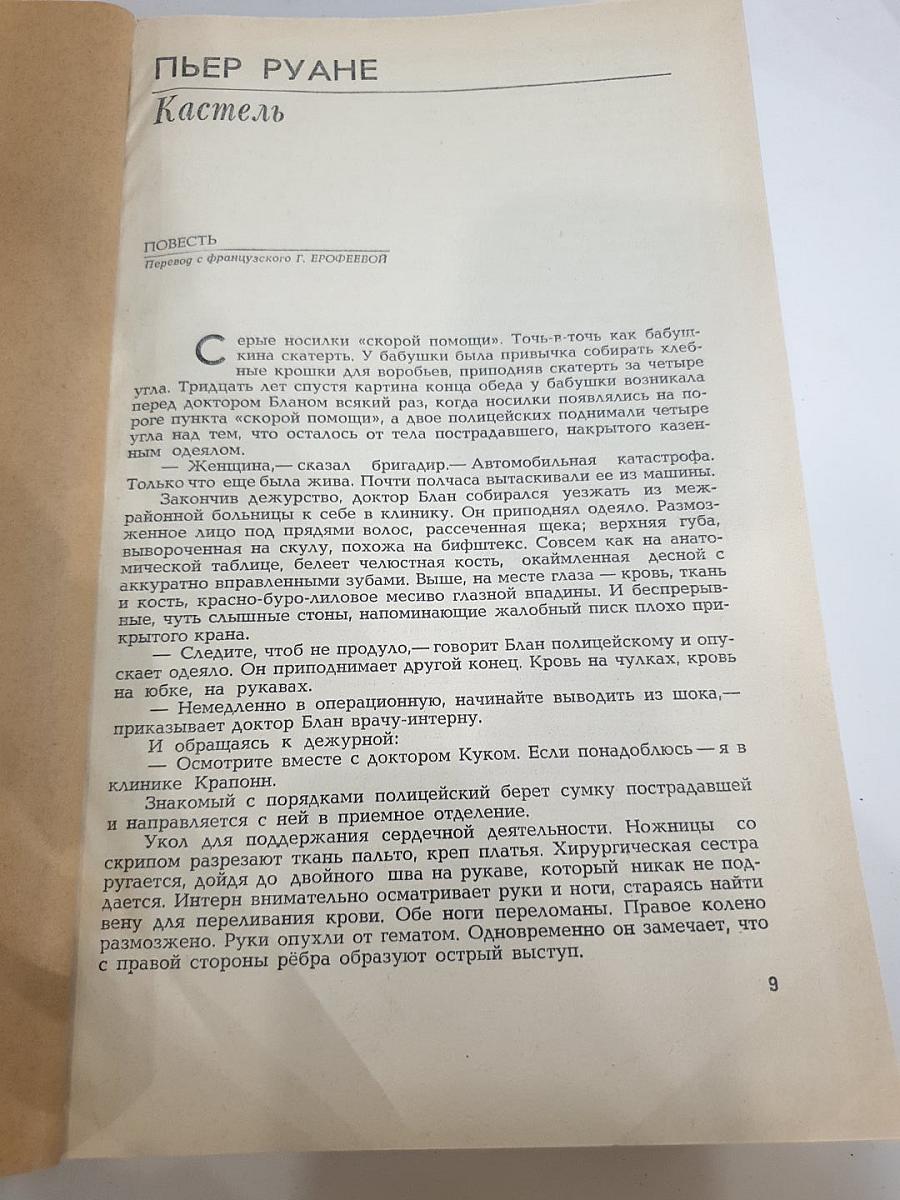 ПЬЕР РУАНЕ
Кастель
ПОВЕСТЬ
Перевод с французского Г. ЕРОФЕЕВОЙ
Серые носилки «скорой помощи». Точь-в-точь как бабуш-
кина скатерть. У бабушки была привычка собирать хлеб-
ные крошки для воробьев, приподняв скатерть за четыре
угла. Тридцать лет спустя картина конца обеда у бабушки возникала
перед доктором Бланом всякий раз, когда носилки появлялись на по-
роге пункта «скорой помощи», а двое полицейских поднимали четыре
угла над тем, что осталось от тела пострадавшего, накрытого казен-
ным одеялом.
— Женщина,— сказал бригадир.— Автомобильная катастрофа.
Только что еще была жива. Почти полчаса вытаскивали ее из машины.
Закончив дежурство, доктор Блан собирался уезжать из меж-
районной больницы к себе в клинику. Он приподнял одеяло. Размоз-
женное лицо под прядями волос, рассеченная щека; верхняя губа,
вывороченная на скулу, похожа на бифштекс. Совсем как на анато-
мической таблице, белеет челюстная кость, окаймленная десной с
аккуратно вправленными зубами. Выше, на месте глаза — кровь, ткань
и кость, красно-буро-лиловое месиво глазной впадины. И беспрерыв-
ные, чуть слышные стоны, напоминающие жалобный писк плохо при-
крытого крана.
— Следите, чтоб не продуло,— говорит Блан полицейскому и опу-
скает одеяло. Он приподнимает другой конец. Кровь на чулках, кровь
на юбке, на рукавах.
— Немедленно в операционную, начинайте выводить из шока,—
приказывает доктор Блан врачу-интерну.
И обращаясь к дежурной:
— Осмотрите вместе с доктором Куком. Если понадоблюсь — я в
клинике Крапонн.
Знакомый с порядками полицейский берет сумку пострадавшей
и направляется с ней в приемное отделение.
Укол для поддержания сердечной деятельности. Ножницы со
скрипом разрезают ткань пальто, креп платья. Хирургическая сестра
ругается, дойдя до двойного шва на рукаве, который никак не под-
дается. Интерн внимательно осматривает руки и ноги, стараясь найти
вену для переливания крови. Обе ноги переломаны. Правое колено
размозжено. Руки опухли от гематом. Одновременно он замечает, что
с правой стороны рёбра образуют острый выступ.
9